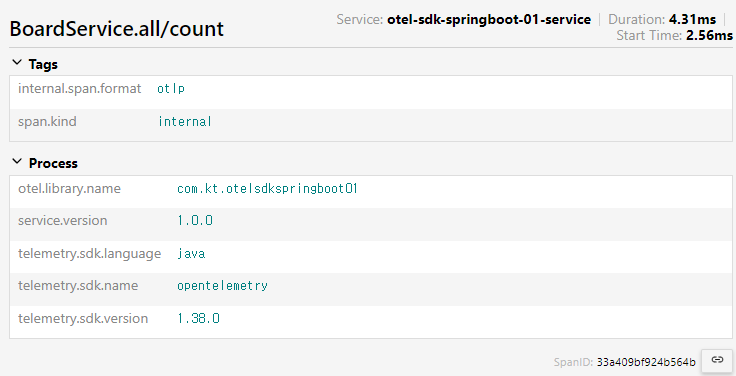 BoardService.all/count
Service: otel-sdk-springboot-01-service
Duration: 4.31ms
Start Time: 2.56ms
Tags
internal.span.format otlp
span.kind internal
Process
otel.library.name com.kt.otelsdkspringboot01
service.version 1.0.0
telemetry.sdk.language java
telemetry.sdk.name opentelemetry
telemetry.sdk.version 1.38.0
SpanID: 33a409bf924b564b